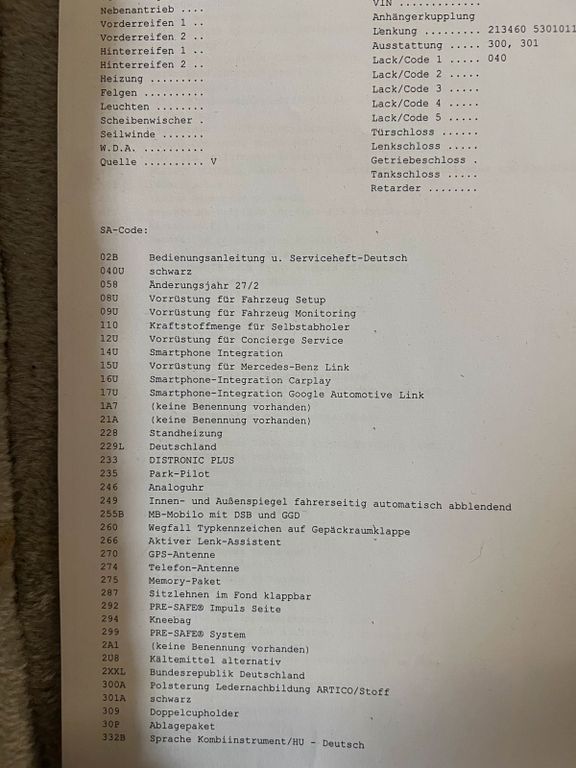 Nebenantrieb ....
Vorderreifen 1 ..
Vorderreifen 2 ..
Hinterreifen 1 ..
Hinterreifen 2 ..
Heizung .........
Felgen ..........
Leuchten ........
Scheibenwischer .
Seilwinde .......
W.D.A. ..........
Quelle .......... V
VIN .............
Anhängerkupplung
Lenkung ......... 213460 5301011
Ausstattung ..... 300, 301
Lack/Code 1 ..... 040
Lack/Code 2 .....
Lack/Code 3 .....
Lack/Code 4 .....
Lack/Code 5 .....
Türschloss ......
Lenkschloss .....
Getriebeschloss .
Tankschloss .....
Retarder ........
SA-Code:
02B Bedienungsanleitung u. Serviceheft-Deutsch
040U schwarz
058 Änderungsjahr 27/2
08U Vorrüstung für Fahrzeug Setup
09U Vorrüstung für Fahrzeug Monitoring
110 Kraftstoffmenge für Selbstabholer
12U Vorrüstung für Concierge Service
14U Smartphone Integration
15U Vorrüstung für Mercedes-Benz Link
16U Smartphone-Integration Carplay
17U Smartphone-Integration Google Automotive Link
1A7 (keine Benennung vorhanden)
21A (keine Benennung vorhanden)
228 Standheizung
229L Deutschland
233 DISTRONIC PLUS
235 Park-Pilot
246 Analoguhr
249 Innen- und Außenspiegel fahrerseitig automatisch abblendend
255B MB-Mobilo mit DSB und GGD
260 Wegfall Typkennzeichen auf Gepäckraumklappe
266 Aktiver Lenk-Assistent
270 GPS-Antenne
274 Telefon-Antenne
275 Memory-Paket
287 Sitzlehnen im Fond klappbar
292 PRE-SAFE® Impuls Seite
294 Kneebag
299 PRE-SAFE® System
2A1 (keine Benennung vorhanden)
2U8 Kältemittel alternativ
2XXL Bundesrepublik Deutschland
300A Polsterung Ledernachbildung ARTICO/Stoff
301A schwarz
309 Doppelcupholder
30P Ablagepaket
332B Sprache Kombiinstrument/HU - Deutsch